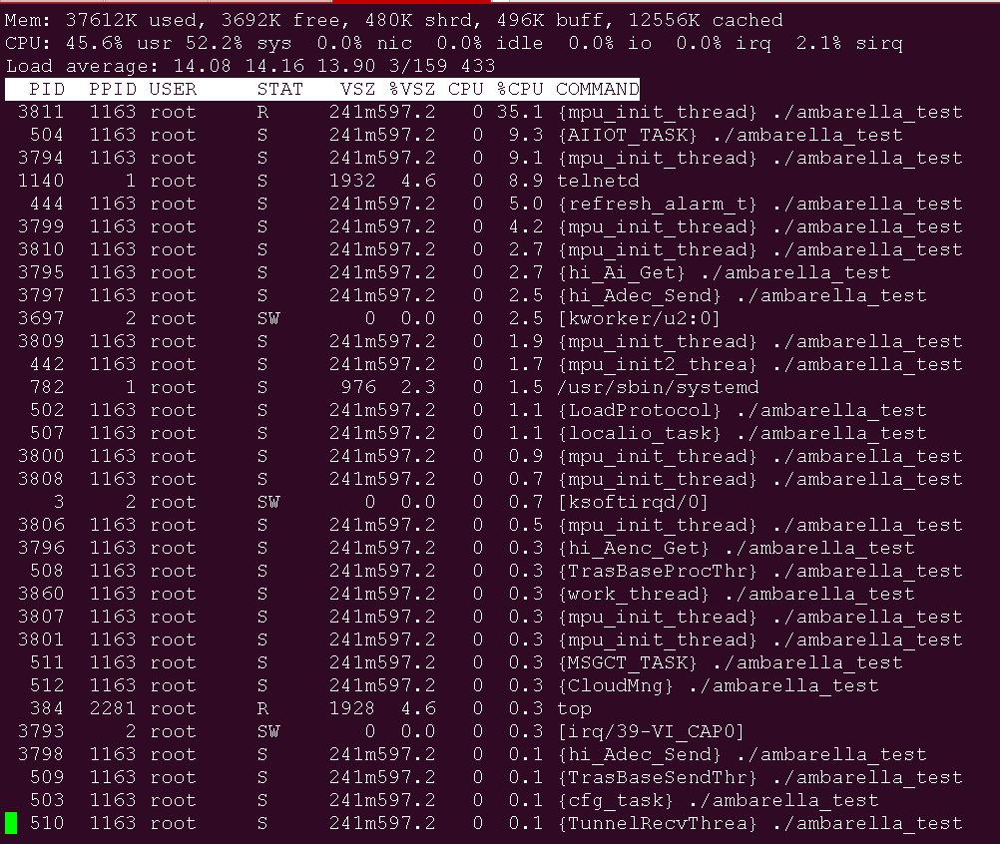 Mem: 37612K used, 3692K free, 480K shrd, 496K buff, 12556K cached
CPU: 45.6% usr 52.2% sys  0.0% nic  0.0% idle  0.0% io  0.0% irq  2.1% sirq
Load average: 14.08 14.16 13.90 3/159 433
  PID  PPID USER     STAT   VSZ %VSZ CPU %CPU COMMAND
 3811  1163 root     R     241m597.2   0 35.1 {mpu_init_thread} ./ambarella_test
  504  1163 root     S     241m597.2   0  9.3 {AIIOT_TASK} ./ambarella_test
 3794  1163 root     S     241m597.2   0  9.1 {mpu_init_thread} ./ambarella_test
 1140     1 root     S     1932  4.6   0  8.9 telnetd
  444  1163 root     S     241m597.2   0  5.0 {refresh_alarm_t} ./ambarella_test
 3799  1163 root     S     241m597.2   0  4.2 {mpu_init_thread} ./ambarella_test
 3810  1163 root     S     241m597.2   0  2.7 {mpu_init_thread} ./ambarella_test
 3795  1163 root     S     241m597.2   0  2.7 {hi_Ai_Get} ./ambarella_test
 3797  1163 root     S     241m597.2   0  2.5 {hi_Adec_Send} ./ambarella_test
 3697     2 root     SW       0  0.0   0  2.5 [kworker/u2:0]
 3809  1163 root     S     241m597.2   0  1.9 {mpu_init_thread} ./ambarella_test
  442  1163 root     S     241m597.2   0  1.7 {mpu_init2_threa} ./ambarella_test
  782     1 root     S      976  2.3   0  1.5 /usr/sbin/systemd
  502  1163 root     S     241m597.2   0  1.1 {LoadProtocol} ./ambarella_test
  507  1163 root     S     241m597.2   0  1.1 {localio_task} ./ambarella_test
 3800  1163 root     S     241m597.2   0  0.9 {mpu_init_thread} ./ambarella_test
 3808  1163 root     S     241m597.2   0  0.7 {mpu_init_thread} ./ambarella_test
    3     2 root     SW       0  0.0   0  0.7 [ksoftirqd/0]
 3806  1163 root     S     241m597.2   0  0.5 {mpu_init_thread} ./ambarella_test
 3796  1163 root     S     241m597.2   0  0.3 {hi_Aenc_Get} ./ambarella_test
  508  1163 root     S     241m597.2   0  0.3 {TrasBaseProcThr} ./ambarella_test
 3860  1163 root     S     241m597.2   0  0.3 {work_thread} ./ambarella_test
 3807  1163 root     S     241m597.2   0  0.3 {mpu_init_thread} ./ambarella_test
 3801  1163 root     S     241m597.2   0  0.3 {mpu_init_thread} ./ambarella_test
  511  1163 root     S     241m597.2   0  0.3 {MSGCT_TASK} ./ambarella_test
  512  1163 root     S     241m597.2   0  0.3 {CloudMng} ./ambarella_test
  384  2281 root     R     1928  4.6   0  0.3 top
 3793     2 root     SW       0  0.0   0  0.3 [irq/39-VI_CAP0]
 3798  1163 root     S     241m597.2   0  0.1 {hi_Adec_Send} ./ambarella_test
  509  1163 root     S     241m597.2   0  0.1 {TrasBaseSendThr} ./ambarella_test
  503  1163 root     S     241m597.2   0  0.1 {cfg_task} ./ambarella_test
  510  1163 root     S     241m597.2   0  0.1 {TunnelRecvThrea} ./ambarella_test